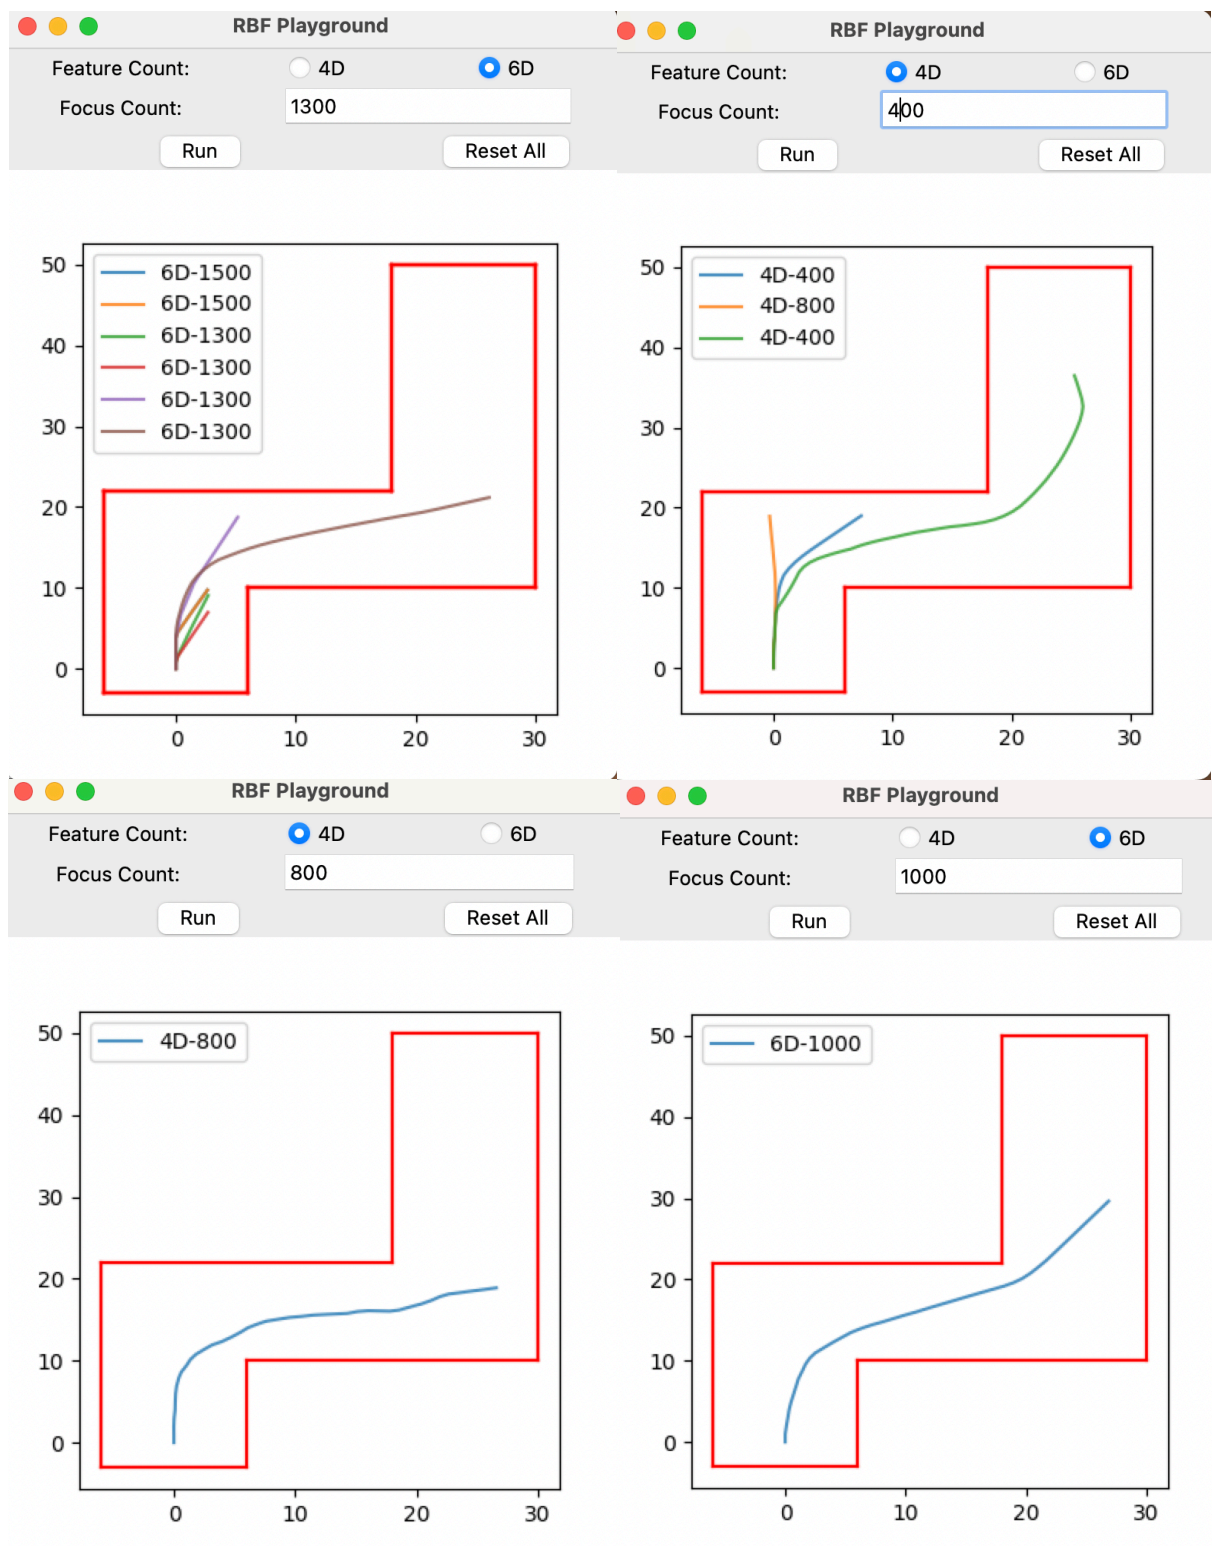 RBF Playground
Feature Count: 4D 6D
Focus Count: 1300
Run Reset All
6D-1500
6D-1500
6D-1300
6D-1300
6D-1300
6D-1300
50
40
30
20
10
0
0 10 20 30
RBF Playground
Feature Count: 4D 6D
Focus Count: 400
Run Reset All
4D-400
4D-800
4D-400
50
40
30
20
10
0
0 10 20 30
RBF Playground
Feature Count: 4D 6D
Focus Count: 800
Run Reset All
4D-800
50
40
30
20
10
0
0 10 20 30
RBF Playground
Feature Count: 4D 6D
Focus Count: 1000
Run Reset All
6D-1000
50
40
30
20
10
0
0 10 20 30